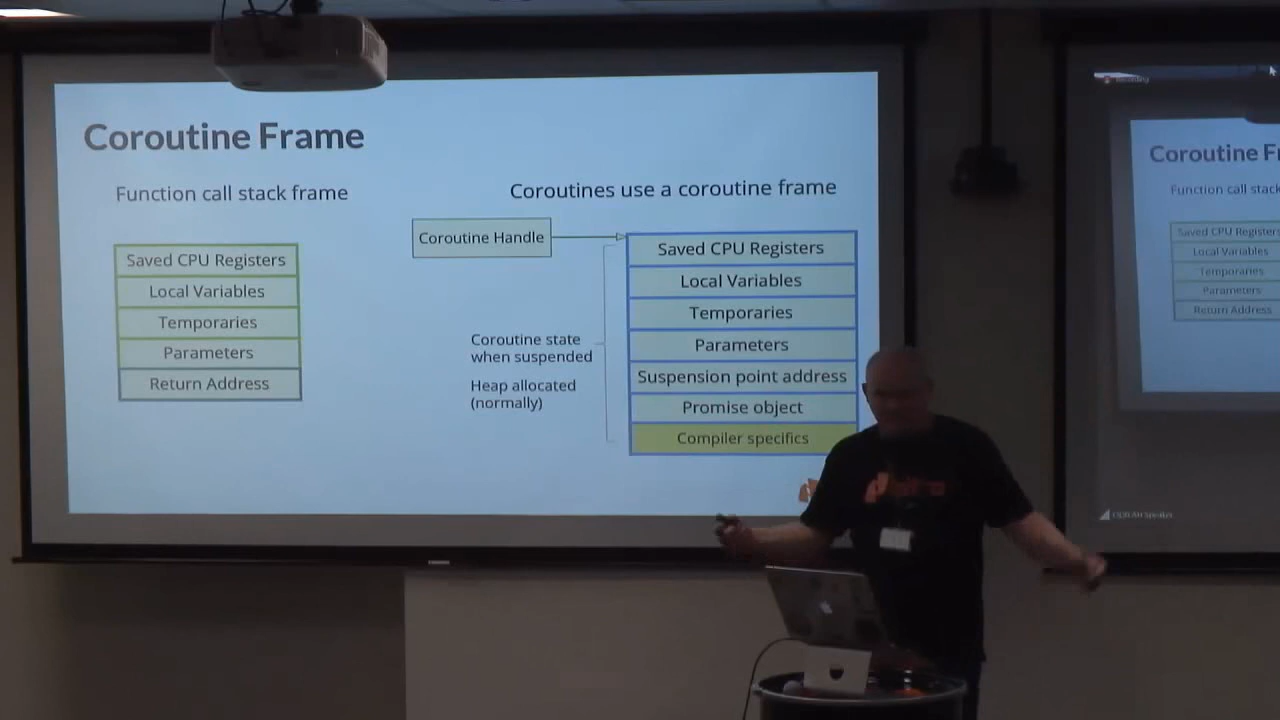 Coroutine Frame
Function call stack frame
Saved CPU Registers
Local Variables
Temporaries
Parameters
Return Address
Coroutines use a coroutine frame
Coroutine Handle
Saved CPU Registers
Local Variables
Temporaries
Parameters
Suspension point address
Promise object
Compiler specifics
Coroutine state
when suspended
Heap allocated
(normally)
Recording
Coroutine F
Function call stack
Saved CPU Registers
Local Variables
Temporaries
Parameters
Return Address